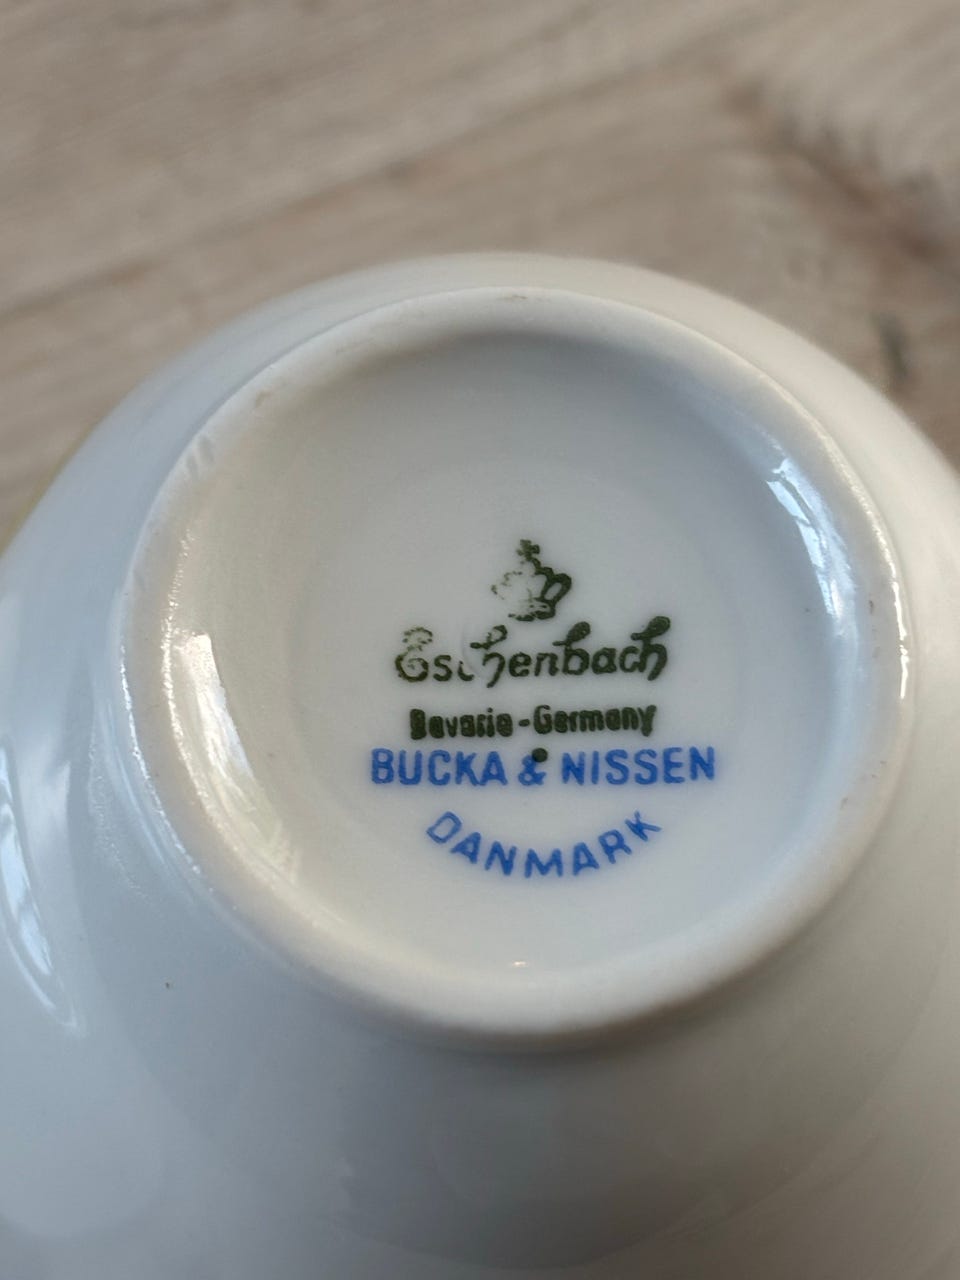 Eschenbach
Bavaria-Germany
BUCKA & NISSEN
DANMARK